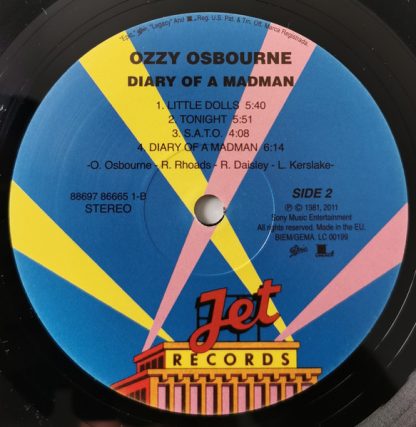 "Epic", Epic, "Legacy" And Reg. U.S. Pat. & Tm. Off. Marca Registrada.
OZZY OSBOURNE
DIARY OF A MADMAN
1. LITTLE DOLLS 5:40
2. TONIGHT 5:51
3. S.A.T.O. 4:08
4. DIARY OF A MADMAN 6:14
-O. Osbourne - R. Rhoads - R. Daisley - L. Kerslake-
88697 86665 1-B
STEREO
SIDE 2
℗ © 1981, 2011
Sony Music Entertainment
All rights reserved. Made in the EU.
BIEM/GEMA. LC 00199
Epic
Jet
RECORDS